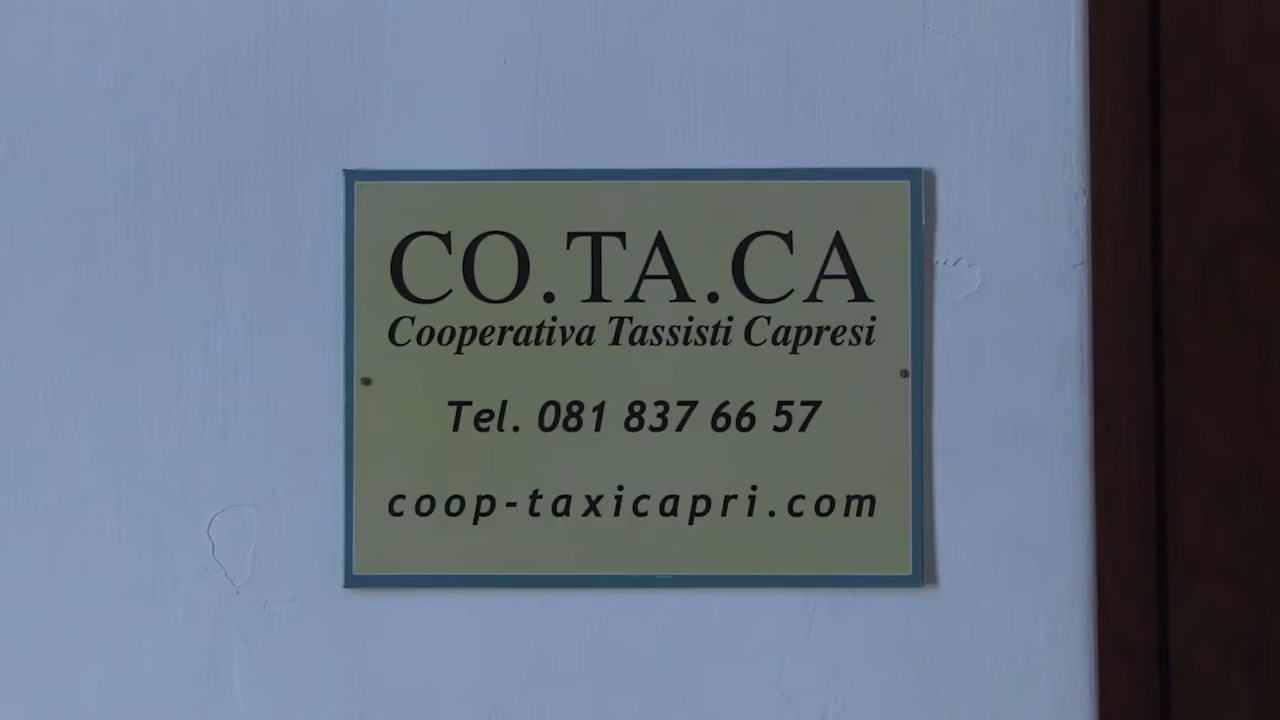 CO.TA.CA
Cooperativa Tassisti Capresi
Tel. 081 837 66 57
coop-taxicapri.com